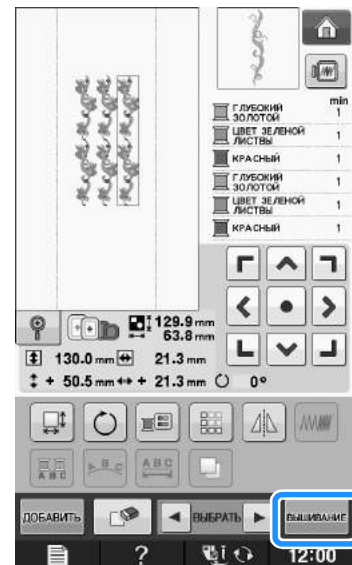 min
ГЛУБОКИЙ ЗОЛОТОЙ 1
ЦВЕТ ЗЕЛЕНОЙ ЛИСТВЫ 1
КРАСНЫЙ 1
ГЛУБОКИЙ ЗОЛОТОЙ 1
ЦВЕТ ЗЕЛЕНОЙ ЛИСТВЫ 1
КРАСНЫЙ 1
129.9 mm
63.8 mm
130.0 mm 21.3 mm
+ 50.5 mm + 21.3 mm 0°
A B C
A B C
A B C
ДОБАВИТЬ ВЫБРАТЬ ВЫШИВАНИЕ
? 12:00